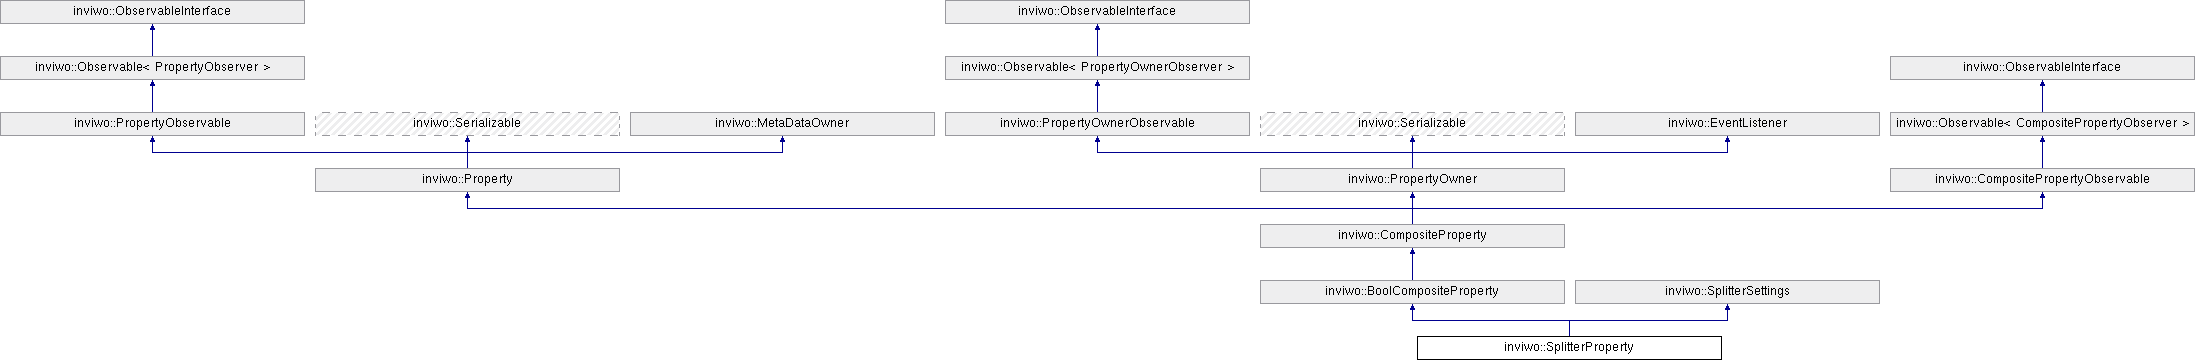 inviwo::ObservableInterface
inviwo::ObservableInterface
inviwo::Observable< PropertyObserver >
inviwo::Observable< PropertyOwnerObserver >
inviwo::ObservableInterface
inviwo::PropertyObservable
inviwo::Serializable
inviwo::MetaDataOwner
inviwo::PropertyOwnerObservable
inviwo::Serializable
inviwo::EventListener
inviwo::Observable< CompositePropertyObserver >
inviwo::Property
inviwo::PropertyOwner
inviwo::CompositePropertyObservable
inviwo::CompositeProperty
inviwo::BoolCompositeProperty
inviwo::SplitterSettings
inviwo::SplitterProperty